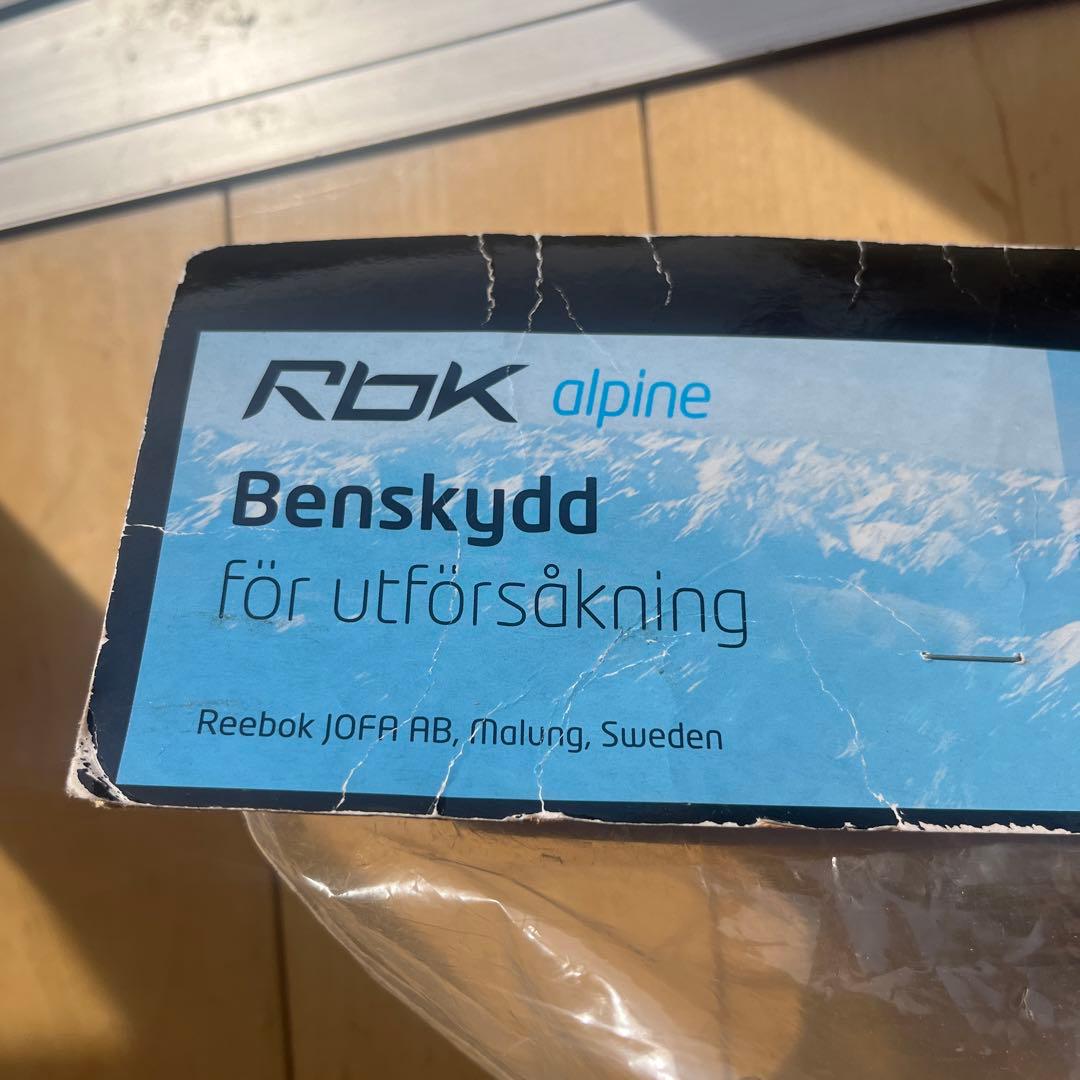 Rbk alpine
Benskydd
för utförsåkning
Reebok JOFA AB, Malung, Sweden